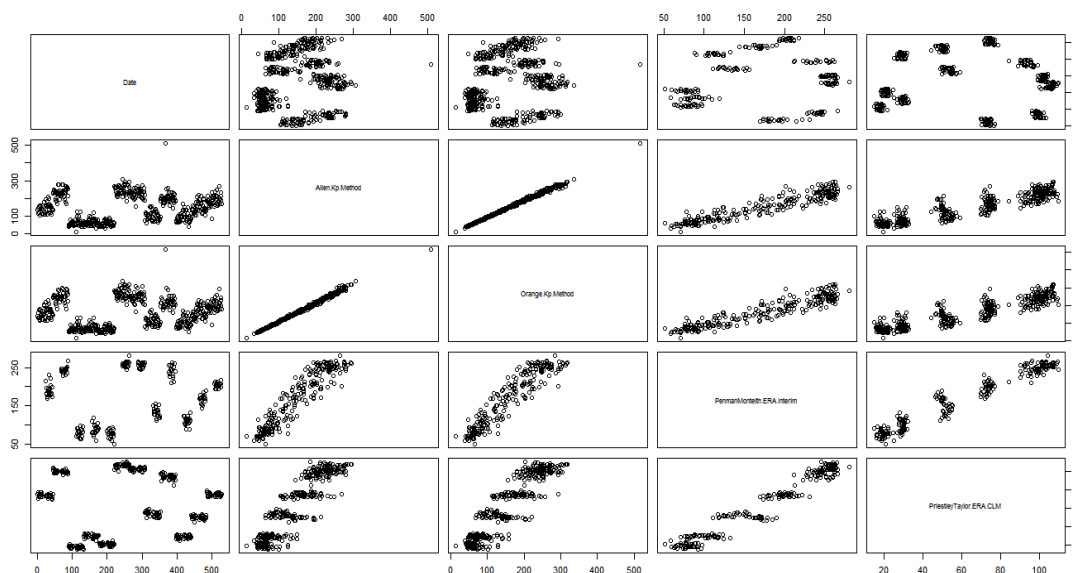 0 100 200 300 400 500
50 100 150 200 250
Date
0 100 300 500
Allen.Kp.Method
Orange.Kp.Method
50 150 250
PenmanMonteith.ERA.Interim
PriestleyTaylor.ERA.CLM
0 100 200 300 400 500
0 100 200 300 400 500
20 40 60 80 100